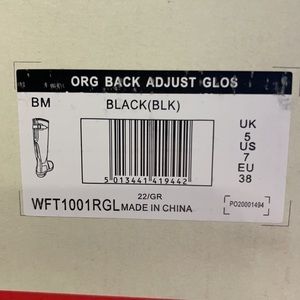 ORG BACK ADJUST GLOS
BM
BLACK(BLK)
UK
5
US
7
EU
38
5 013441 419442
22/GR
WFT1001RGL MADE IN CHINA
PO20001494